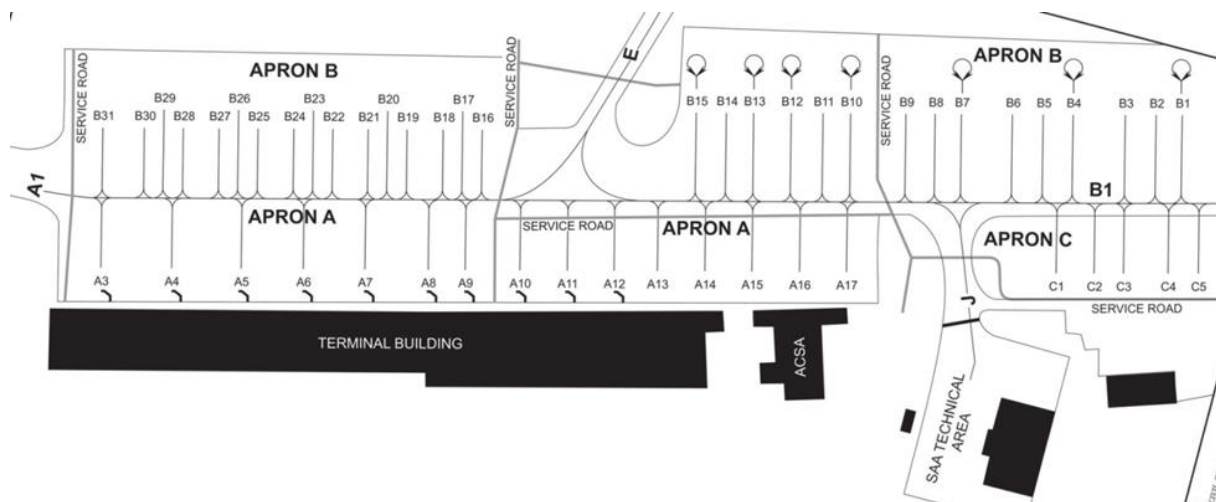 E
APRON B
APRON B
SERVICE ROAD
SERVICE ROAD
SERVICE ROAD
B29
B26
B23
B20
B17
B31
B30
B28
B27
B25
B24
B22
B21
B19
B18
B16
B15
B14
B13
B12
B11
B10
B9
B8
B7
B6
B5
B4
B3
B2
B1
A1
B1
APRON A
SERVICE ROAD
APRON A
APRON C
A3
A4
A5
A6
A7
A8
A9
A10
A11
A12
A13
A14
A15
A16
A17
C1
C2
C3
C4
C5
J
SERVICE ROAD
TERMINAL BUILDING
ACSA
SAA TECHNICAL
AREA